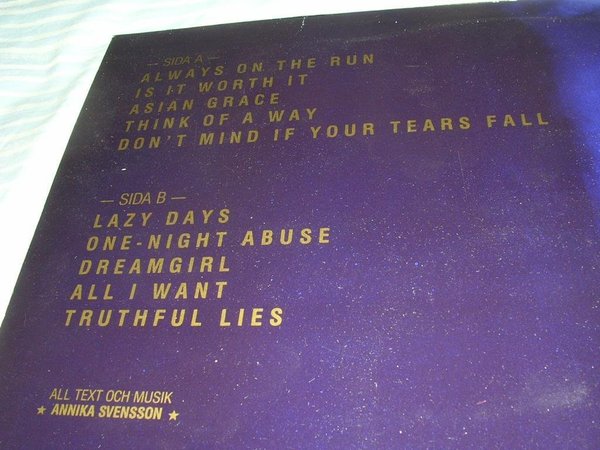 — SIDA A —
ALWAYS ON THE RUN
IS IT WORTH IT
ASIAN GRACE
THINK OF A WAY
DON'T MIND IF YOUR TEARS FALL
— SIDA B —
LAZY DAYS
ONE-NIGHT ABUSE
DREAMGIRL
ALL I WANT
TRUTHFUL LIES
ALL TEXT OCH MUSIK
★ ANNIKA SVENSSON ★